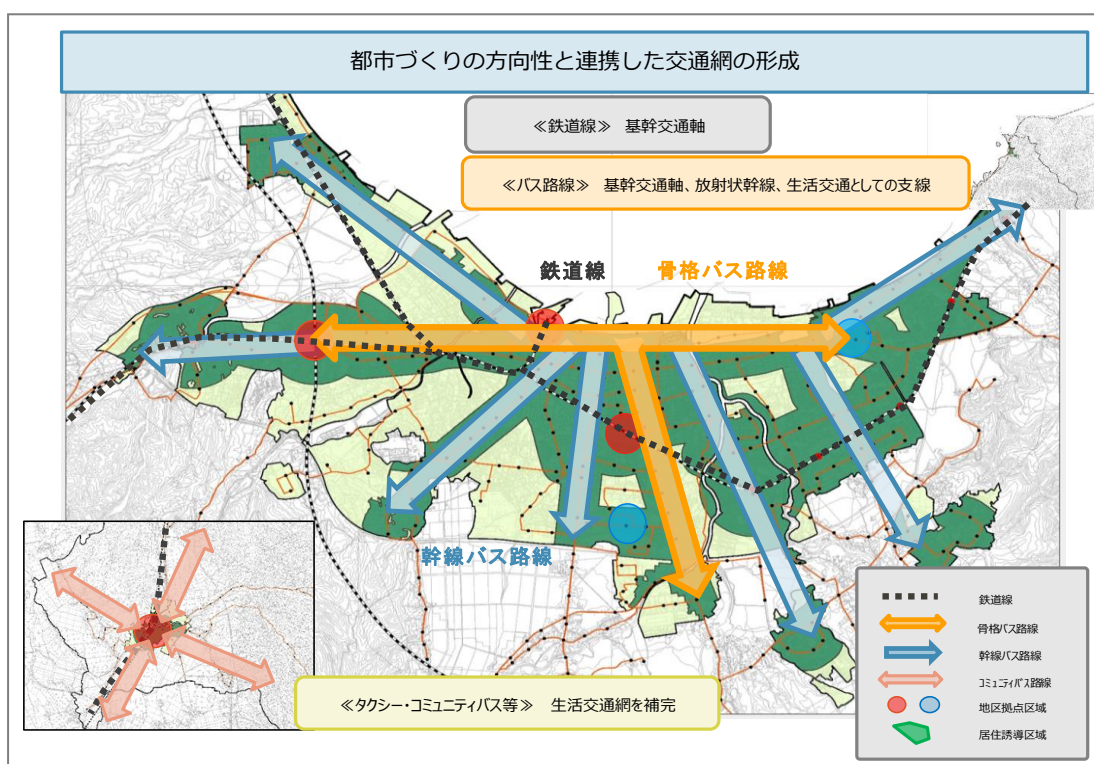 都市づくりの方向性と連携した交通網の形成
≪鉄道線≫ 基幹交通軸
≪バス路線≫ 基幹交通軸、放射状幹線、生活交通としての支線
鉄道線
骨格バス路線
幹線バス路線
≪タクシー・コミュニティバス等≫ 生活交通網を補完
鉄道線
骨格バス路線
幹線バス路線
コミュニティバス路線
地区拠点区域
居住誘導区域